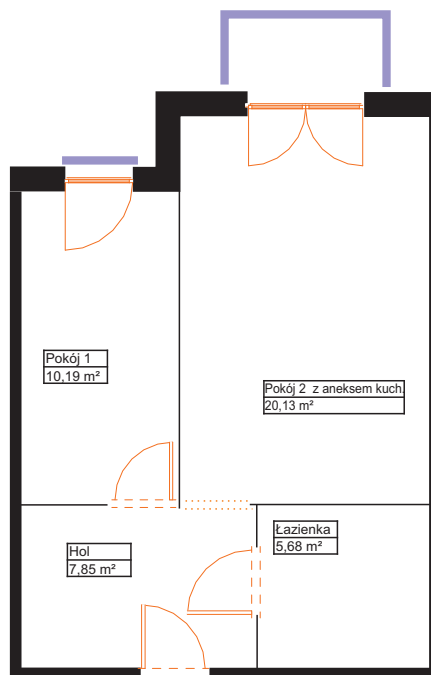 Pokój 1
10,19 m²
Pokój 2 z aneksem kuch.
20,13 m²
Łazienka
5,68 m²
Hol
7,85 m²